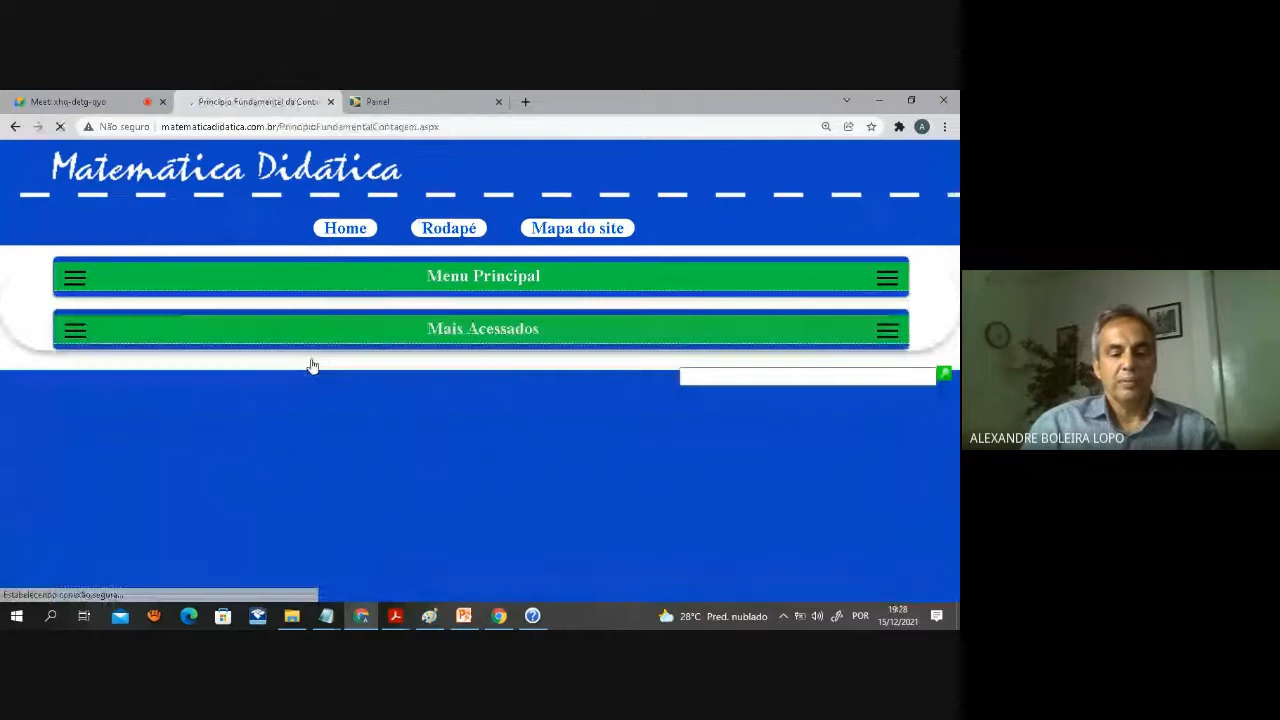 Meet: xhq-detg-qyo
Princípio Fundamental da Conta
Painel
Não seguro
matematicadidatica.com.br/PrincipioFundamentalContagem.aspx
A
Matemática Didática
Home
Rodapé
Mapa do site
Menu Principal
Mais Acessados
ALEXANDRE BOLEIRA LOPO
Estabelecendo conexão segura...
28°C Pred. nublado
POR
19:28
15/12/2021